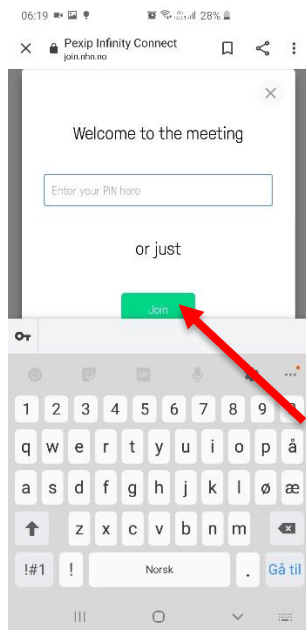 06:19 28%
Pexip Infinity Connect
join.nhn.no
Welcome to the meeting
Enter your PIN here
or just
Join
GIF
1 2 3 4 5 6 7 8 9
q w e r t y u i o p å
a s d f g h j k l ø æ
z x c v b n m
!#1 ! Norsk . Gå til